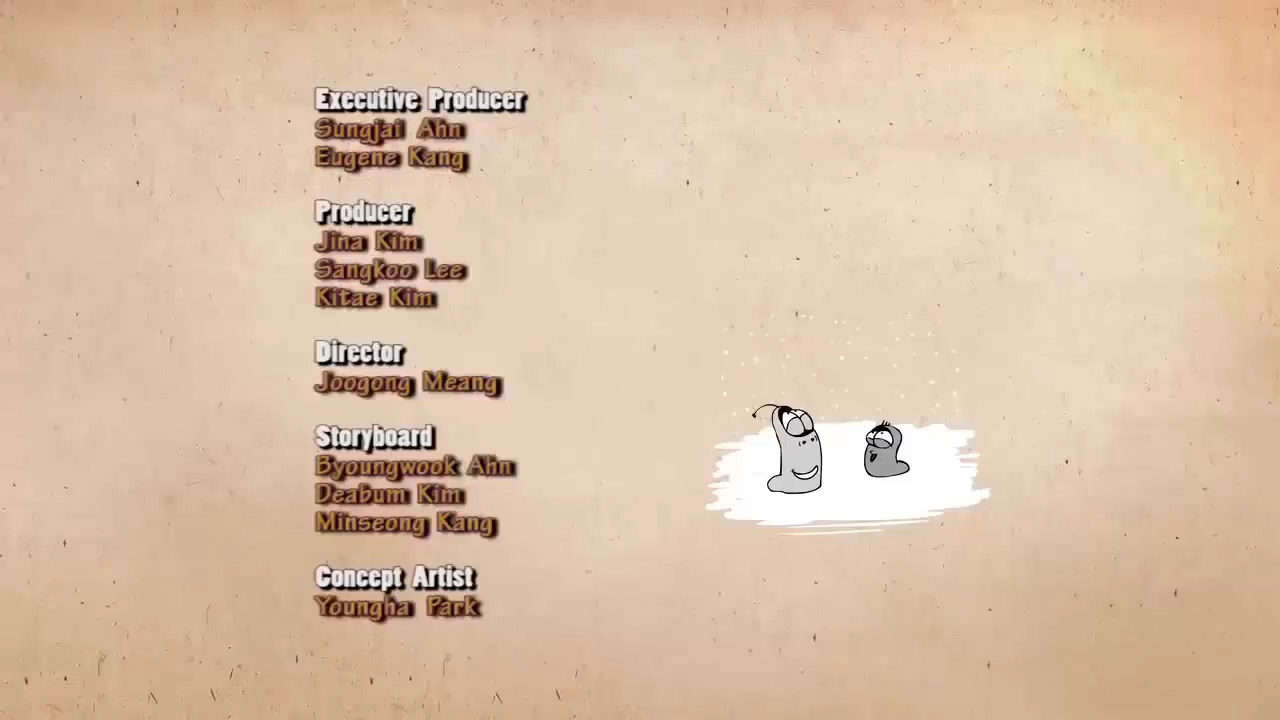 Executive Producer
Sungjai Ahn
Eugene Kang
Producer
Jina Kim
Sangkoo Lee
Kitae Kim
Director
Joogong Meang
Storyboard
Byoungwook Ahn
Deabum Kim
Minseong Kang
Concept Artist
Youngha Park